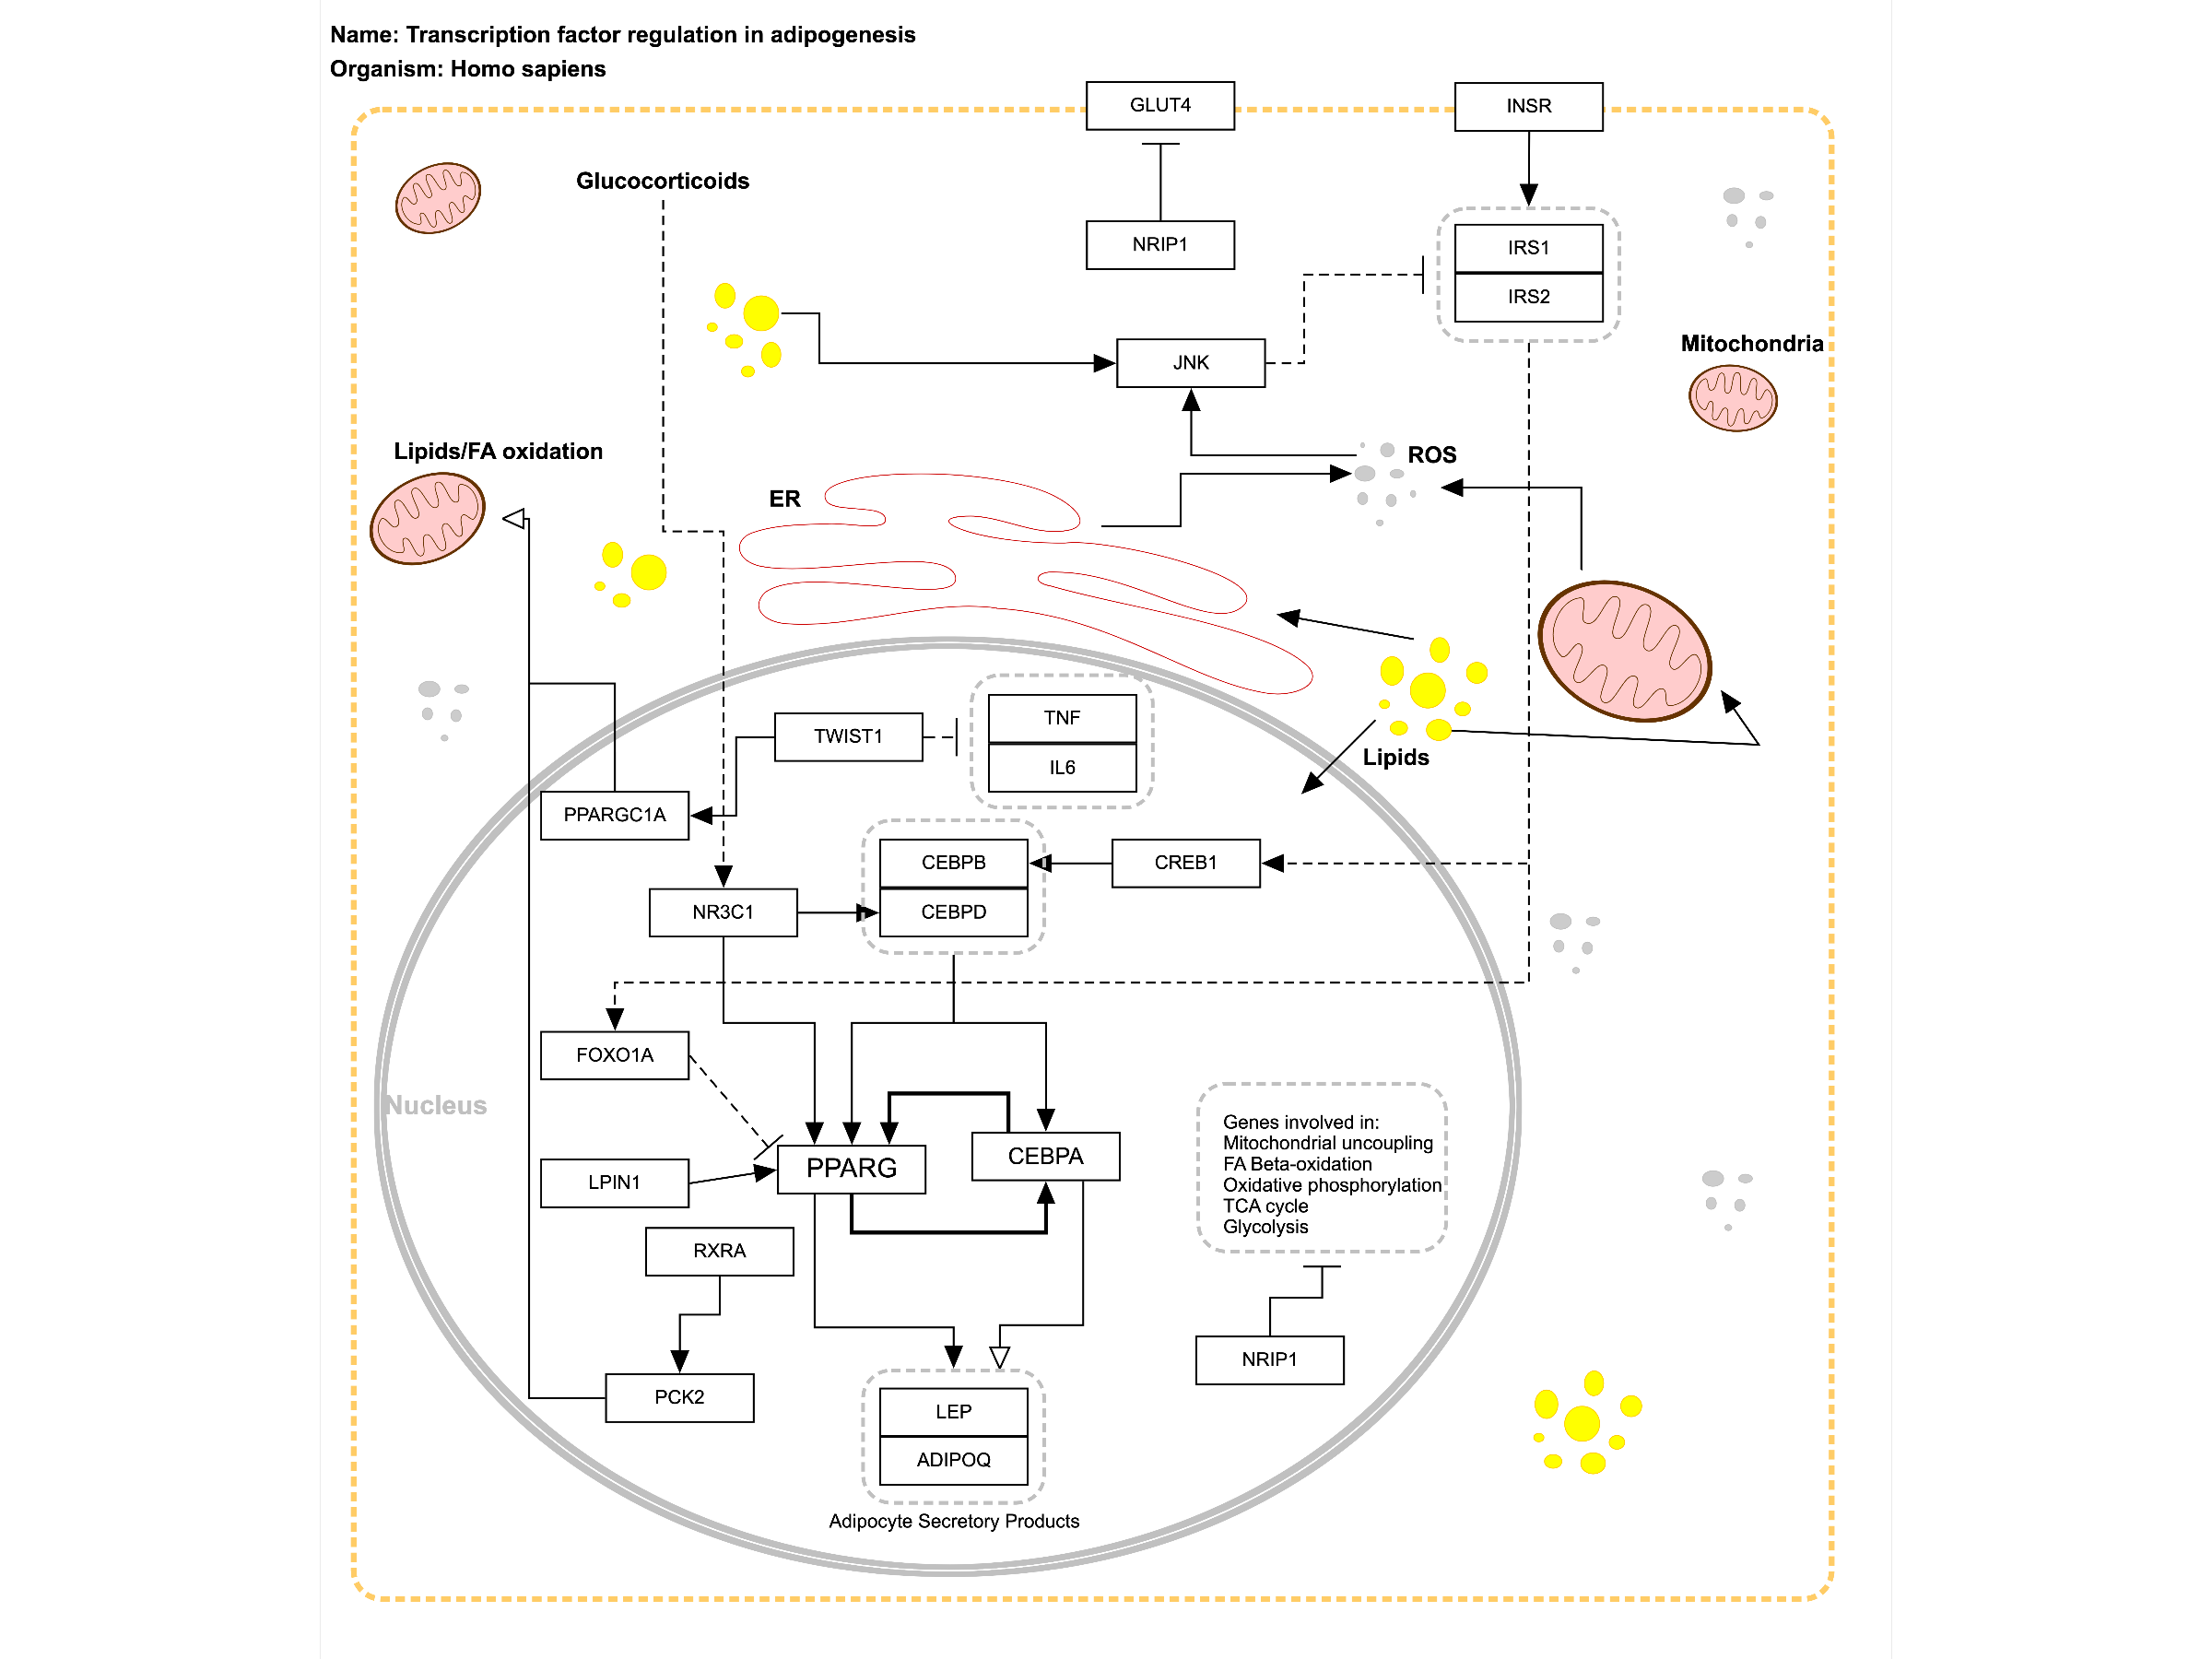 Name: Transcription factor regulation in adipogenesis
Organism: Homo sapiens
GLUT4
INSR
Glucocorticoids
NRIP1
IRS1
IRS2
Mitochondria
JNK
Lipids/FA oxidation
ROS
ER
TNF
TWIST1
IL6
Lipids
PPARGC1A
CEBPB
CREB1
NR3C1
CEBPD
FOXO1A
Nucleus
Genes involved in:
Mitochondrial uncoupling
FA Beta-oxidation
Oxidative phosphorylation
TCA cycle
Glycolysis
CEBPA
PPARG
LPIN1
RXRA
NRIP1
PCK2
LEP
ADIPOQ
Adipocyte Secretory Products